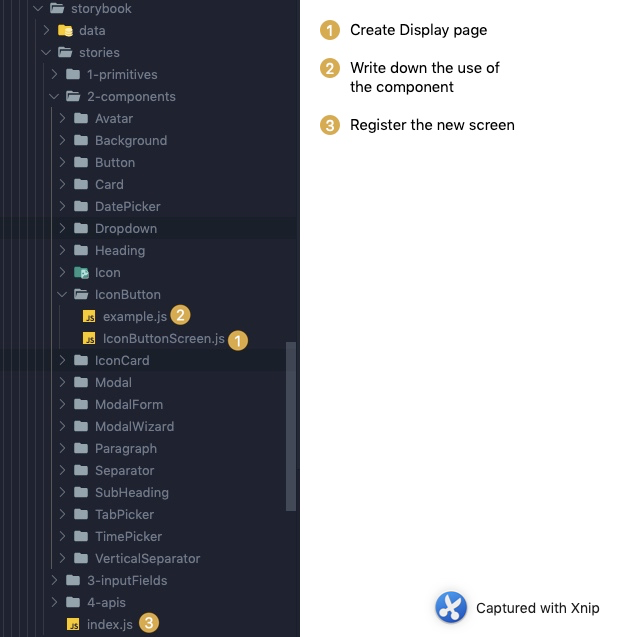 storybook
data
stories
1-primitives
2-components
Avatar
Background
Button
Card
DatePicker
Dropdown
Heading
Icon
IconButton
JS example.js 2
JS IconButtonScreen.js 1
IconCard
Modal
ModalForm
ModalWizard
Paragraph
Separator
SubHeading
TabPicker
TimePicker
VerticalSeparator
3-inputFields
4-apis
JS index.js 3
1 Create Display page
2 Write down the use of
the component
3 Register the new screen
Captured with Xnip